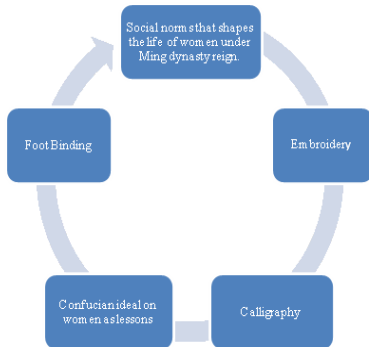 Social norms that shapes
the life of women under
Ming dynasty reign.
Embroidery
Calligraphy
Confucian ideal on
women as lessons
Foot Binding